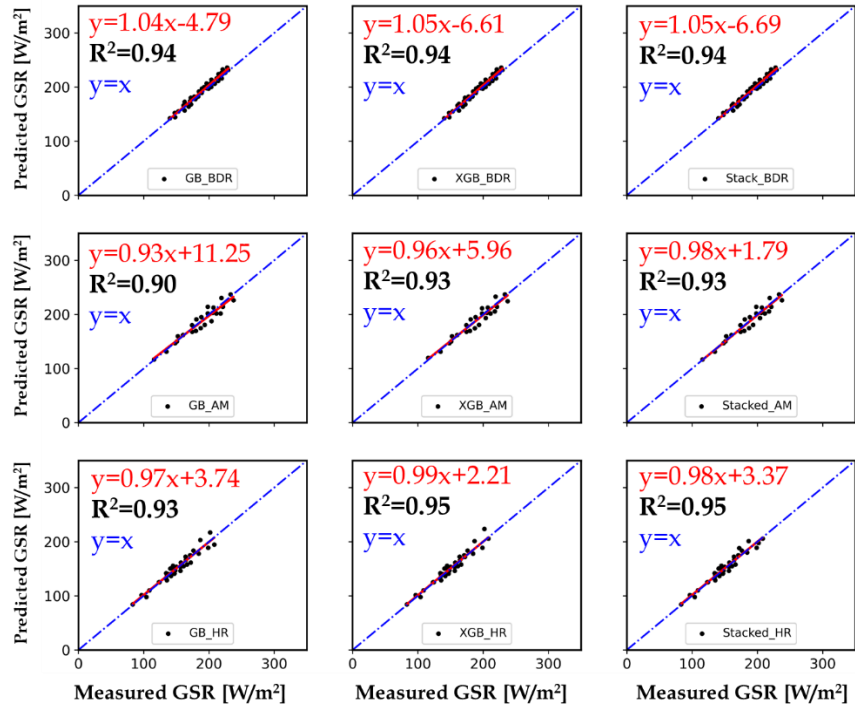 Predicted GSR [W/m²]
300
200
100
0
y=1.04x-4.79
R²=0.94
y=x
GB_BDR
y=1.05x-6.61
R²=0.94
y=x
XGB_BDR
y=1.05x-6.69
R²=0.94
y=x
Stack_BDR
Predicted GSR [W/m²]
300
200
100
0
y=0.93x+11.25
R²=0.90
y=x
GB_AM
y=0.96x+5.96
R²=0.93
y=x
XGB_AM
y=0.98x+1.79
R²=0.93
y=x
Stacked_AM
Predicted GSR [W/m²]
300
200
100
0
y=0.97x+3.74
R²=0.93
y=x
GB_HR
y=0.99x+2.21
R²=0.95
y=x
XGB_HR
y=0.98x+3.37
R²=0.95
y=x
Stacked_HR
0 100 200 300
0 100 200 300
0 100 200 300
Measured GSR [W/m²]
Measured GSR [W/m²]
Measured GSR [W/m²]